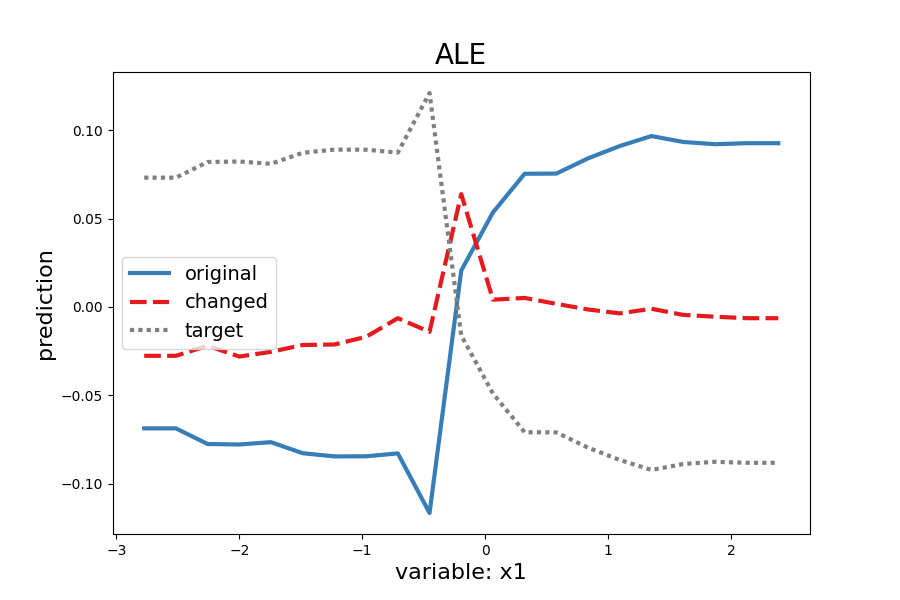 ALE
prediction
0.10
0.05
0.00
−0.05
−0.10
original
changed
target
−3
−2
−1
0
1
2
variable: x1